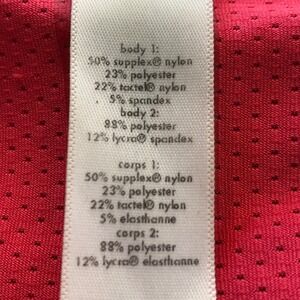 body 1:
50% supplex® nylon
23% polyester
22% tactel® nylon
5% spandex
body 2:
88% polyester
12% lycra® spandex
corps 1:
50% supplex® nylon
23% polyester
22% tactel® nylon
5% elasthanne
corps 2:
88% polyester
12% lycra® elasthanne